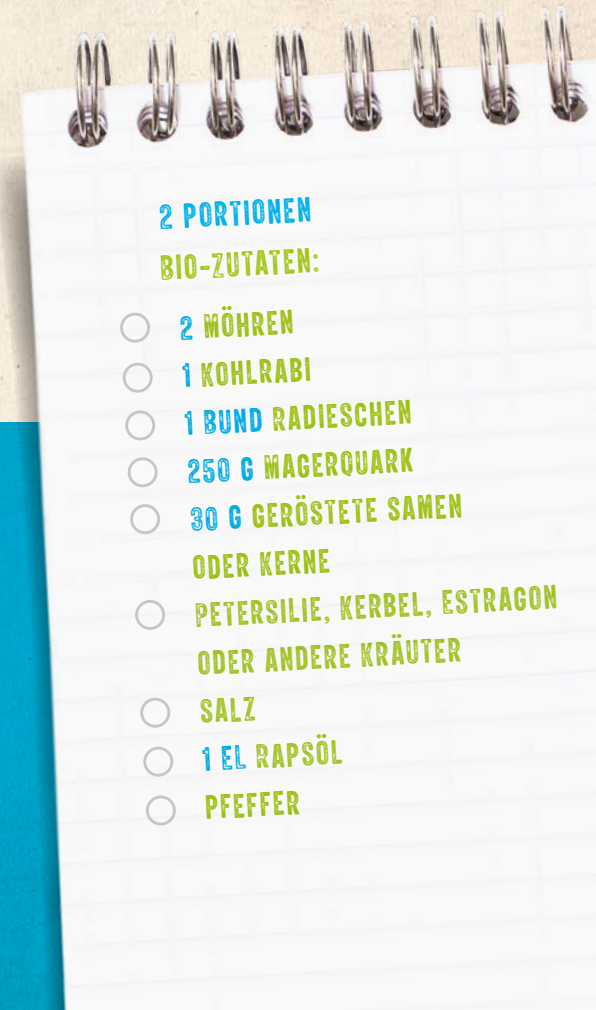 2 PORTIONEN
BIO-ZUTATEN:
2 MÖHREN
1 KOHLRABI
1 BUND RADIESCHEN
250 G MAGERQUARK
30 G GERÖSTETE SAMEN
ODER KERNE
PETERSILIE, KERBEL, ESTRAGON
ODER ANDERE KRÄUTER
SALZ
1 EL RAPSÖL
PFEFFER